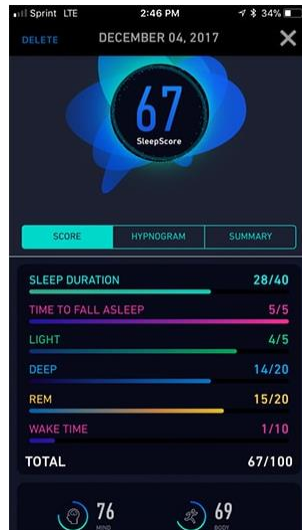 Sprint LTE 2:46 PM 34%
DELETE DECEMBER 04, 2017
67
SleepScore
SCORE HYPNOGRAM SUMMARY
SLEEP DURATION 28/40
TIME TO FALL ASLEEP 5/5
LIGHT 4/5
DEEP 14/20
REM 15/20
WAKE TIME 1/10
TOTAL 67/100
76 69
MIND BODY